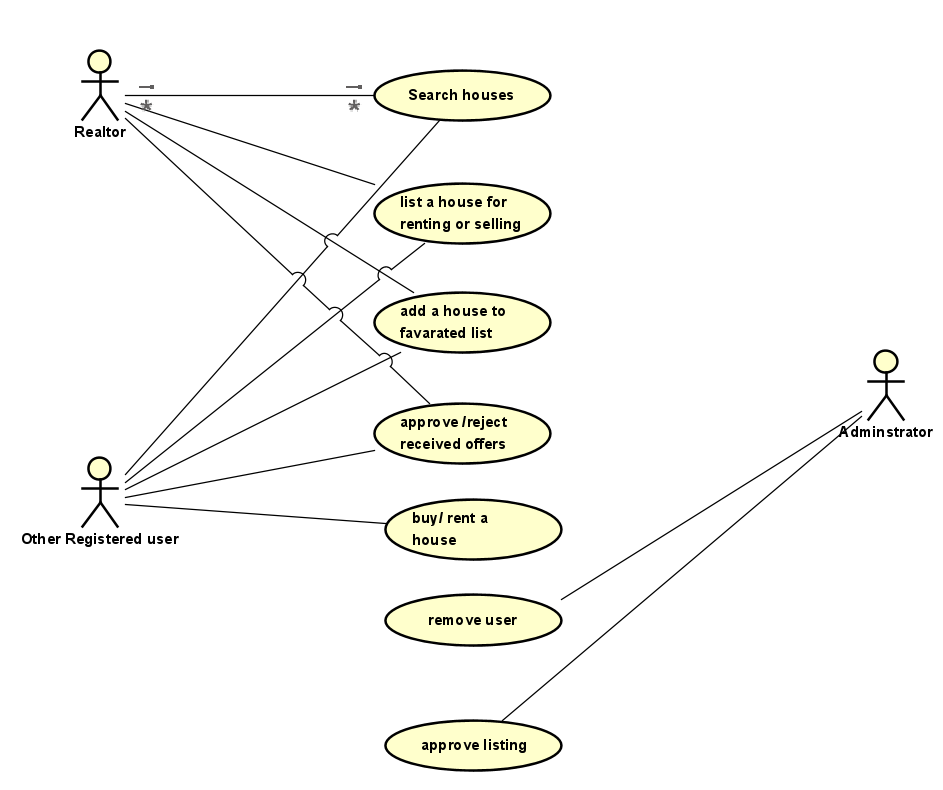 Search houses
*
*
Realtor
list a house for
renting or selling
add a house to
favarated list
approve /reject
received offers
Adminstrator
buy/ rent a
house
Other Registered user
remove user
approve listing